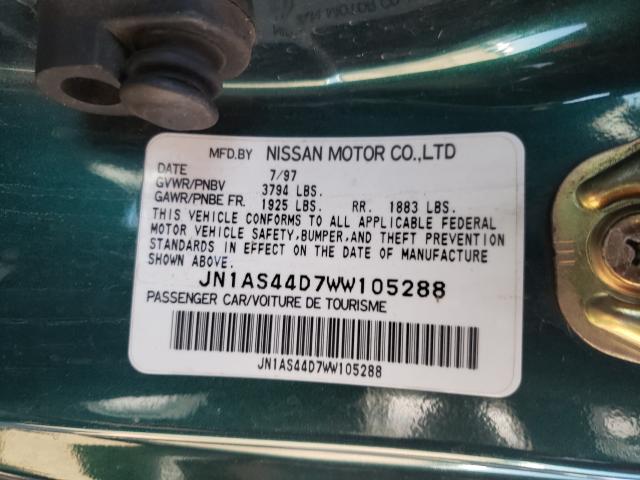 MFD.BY NISSAN MOTOR CO.,LTD
DATE 7/97
GVWR/PNBV 3794 LBS.
GAWR/PNBE FR. 1925 LBS. RR. 1883 LBS.
THIS VEHICLE CONFORMS TO ALL APPLICABLE FEDERAL
MOTOR VEHICLE SAFETY,BUMPER,AND THEFT PREVENTION
STANDARDS IN EFFECT ON THE DATE OF MANUFACTURE
SHOWN ABOVE.
JN1AS44D7WW105288
PASSENGER CAR/VOITURE DE TOURISME
JN1AS44D7WW105288